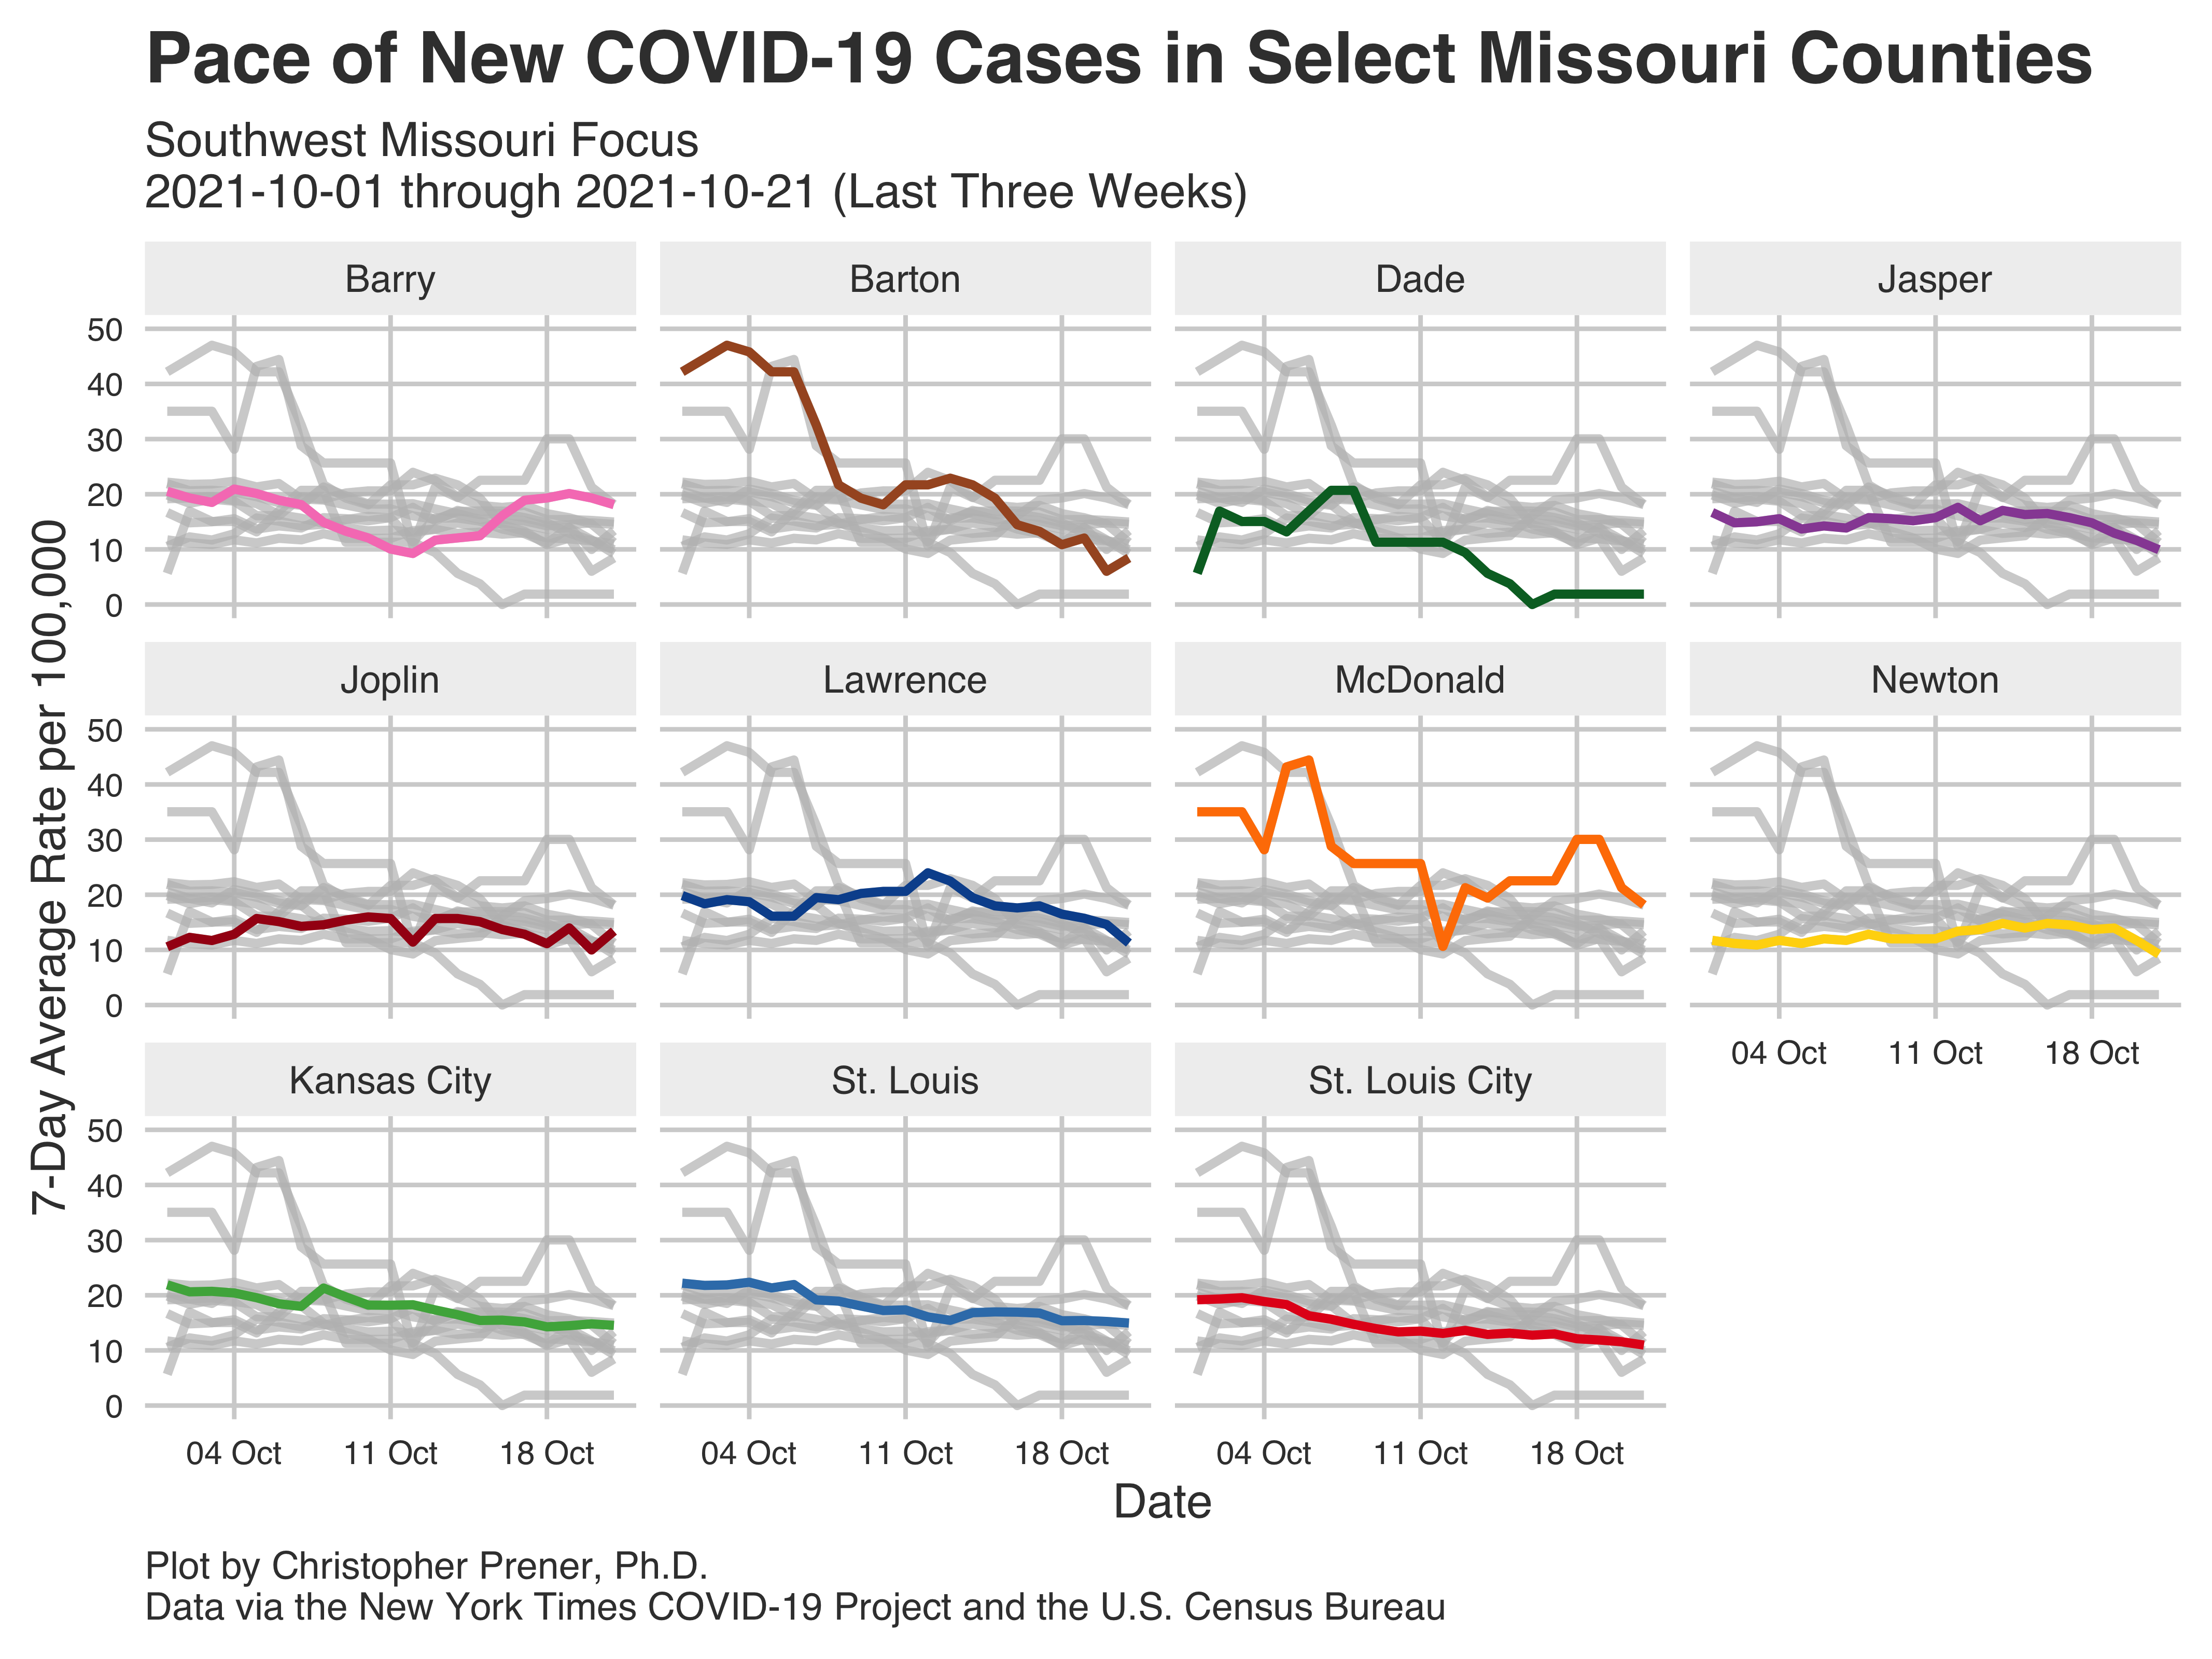 Pace of New COVID-19 Cases in Select Missouri Counties
Southwest Missouri Focus
2021-10-01 through 2021-10-21 (Last Three Weeks)
Barry
Barton
Dade
Jasper
50
40
30
20
10
0
Joplin
Lawrence
McDonald
Newton
50
40
30
20
10
0
04 Oct
11 Oct
18 Oct
Kansas City
St. Louis
St. Louis City
50
40
30
20
10
0
04 Oct
11 Oct
18 Oct
04 Oct
11 Oct
18 Oct
04 Oct
11 Oct
18 Oct
7-Day Average Rate per 100,000
Date
Plot by Christopher Prener, Ph.D.
Data via the New York Times COVID-19 Project and the U.S. Census Bureau